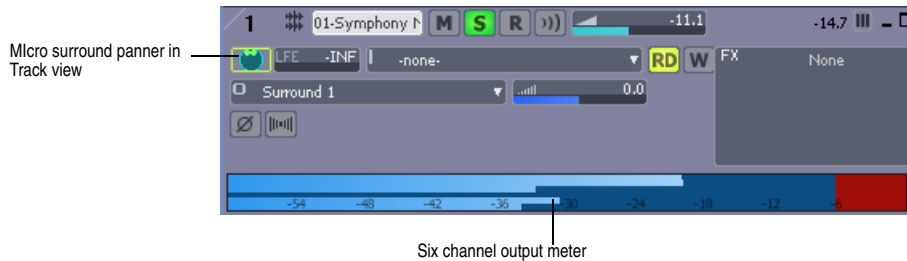 1 01-Symphony M S R -11.1 -14.7
MIcro surround panner in
Track view
LFE -INF -none- RD W FX None
Surround 1 0.0
-54 -48 -42 -36 -30 -24 -18 -12 -6
Six channel output meter